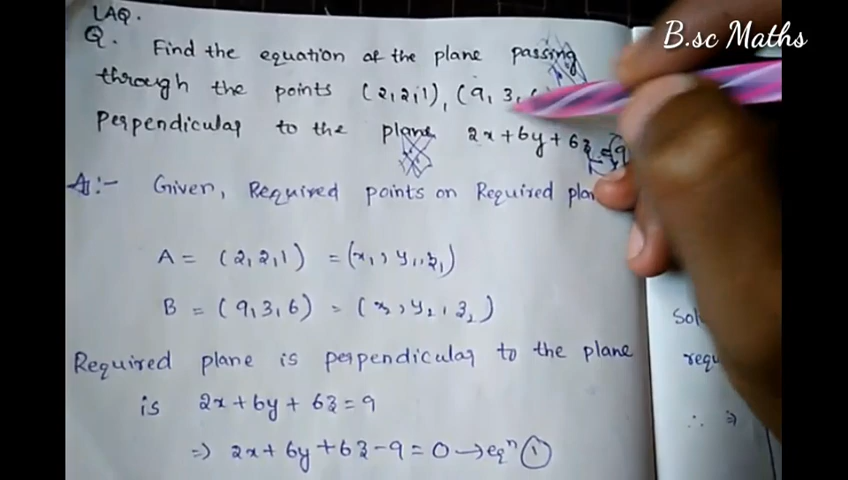 LAQ.
B.sc Maths
Q. Find the equation of the plane passing
through the points (2,2,1), (9, 3,
perpendicular to the plane 2x+6y+6z=9
A:- Given, Required points on Required plan
A = (2,2,1) = (x₁, y₁, z₁)
B = (9,3,6) = (x₂, y₂, z₂)
Required plane is perpendicular to the plane
is 2x+6y+6z=9
=> 2x+6y+6z-9=0 → eqⁿ ①
Sol
requ
∴ =>